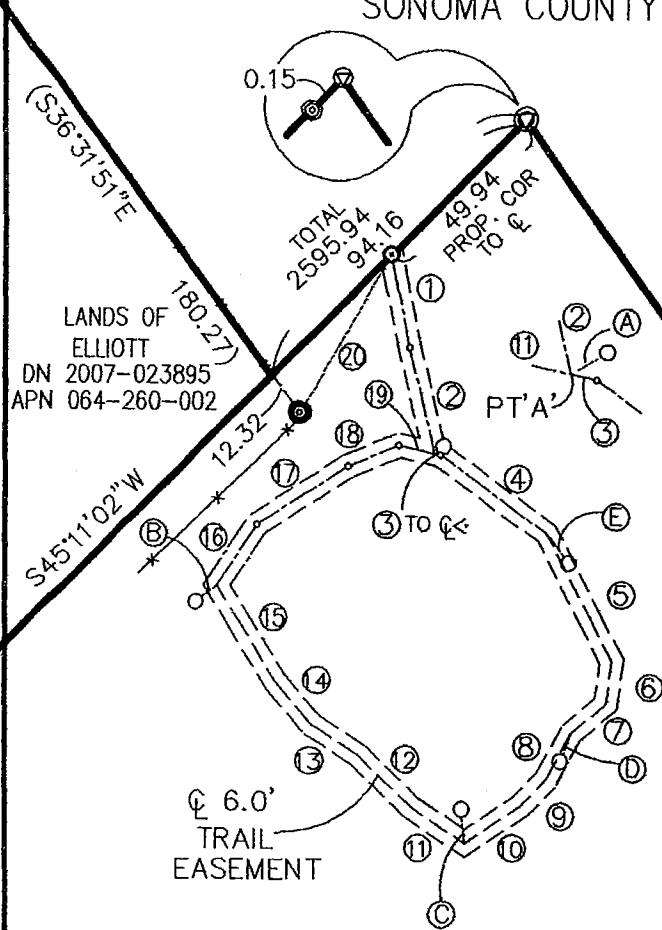 SONOMA COUNTY
0.15
(S36°31'51"E
180.27)
TOTAL
2595.94
94.16
49.94
PROP. COR
TO ℄
1
LANDS OF
ELLIOTT
DN 2007-023895
APN 064-260-002
20
2
A
11
PT'A'
3
12.32
19
2
18
17
4
3 TO ℄
S45°11'02"W
16
B
E
5
15
14
6
13
12
8
7
D
9
℄ 6.0'
TRAIL
EASEMENT
11
10
C